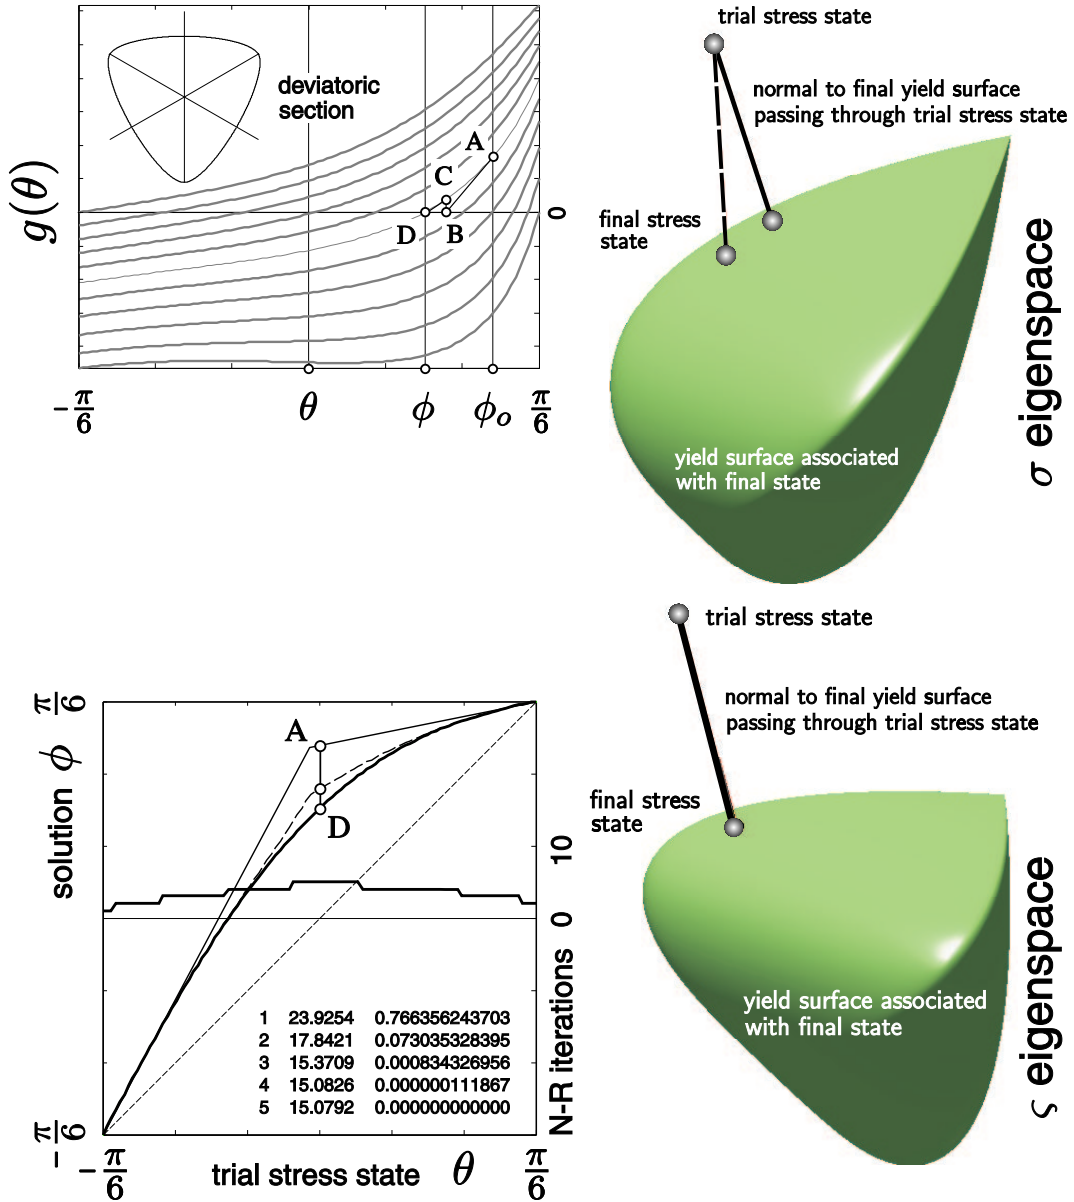 deviatoric
section
g(θ)
A
C
D
B
0
−π/6
θ
ϕ
ϕo
π/6
trial stress state
normal to final yield surface
passing through trial stress state
final stress
state
yield surface associated
with final state
σ eigenspace
π/6
solution ϕ
A
D
10
0
N-R iterations
1 23.9254 0.766356243703
2 17.8421 0.073035328395
3 15.3709 0.000834326956
4 15.0826 0.000000111867
5 15.0792 0.000000000000
−π/6
−π/6
trial stress state θ
π/6
trial stress state
normal to final yield surface
passing through trial stress state
final stress
state
yield surface associated
with final state
ς eigenspace